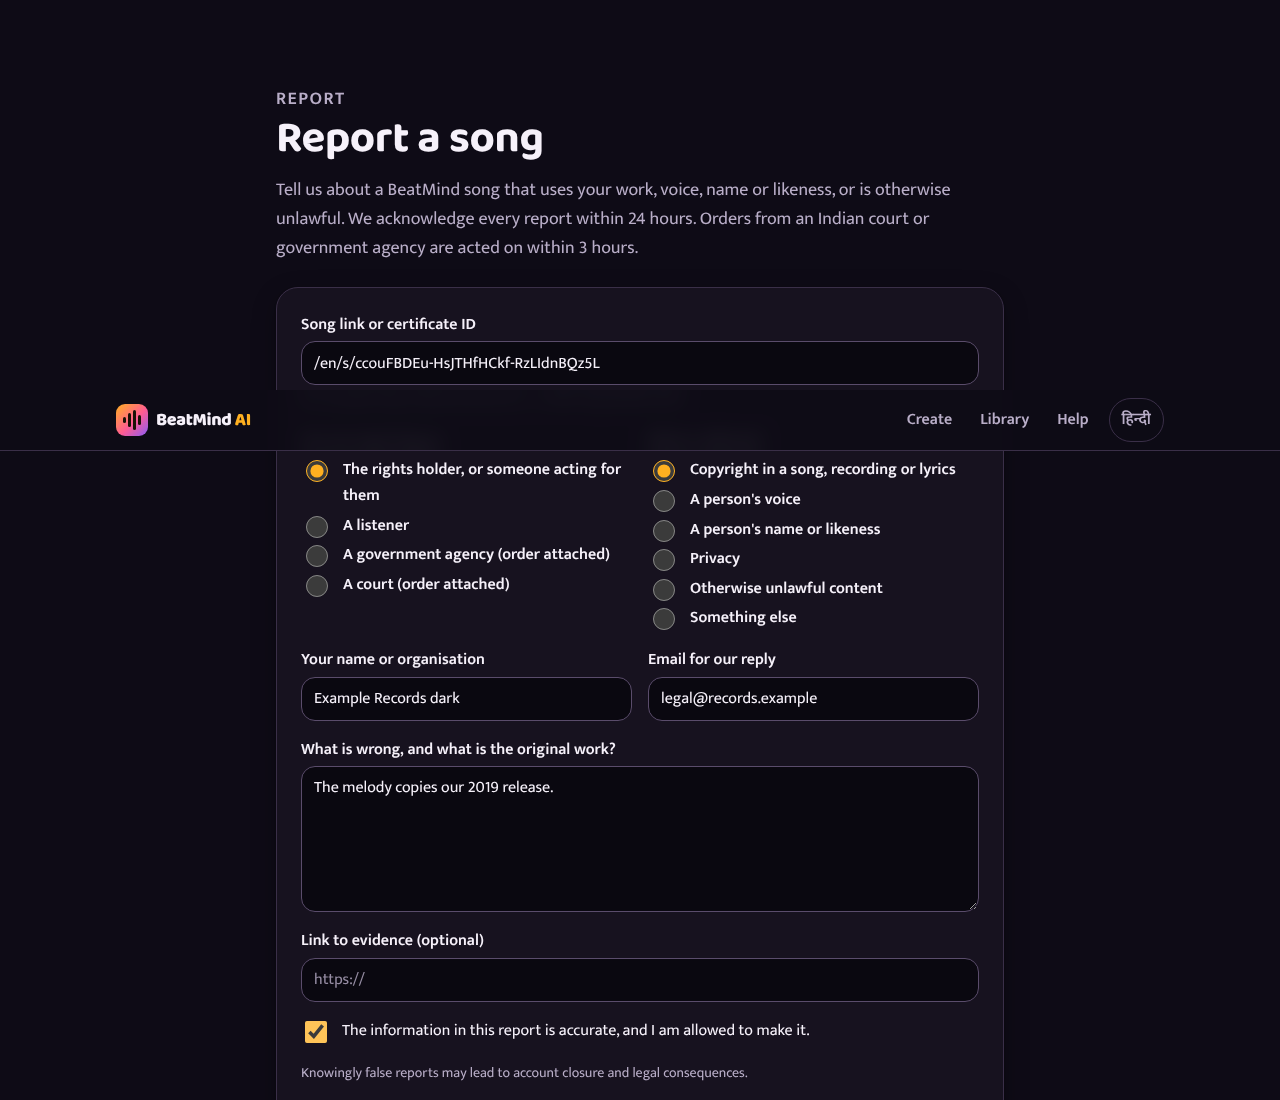 REPORT
Report a song
Tell us about a BeatMind song that uses your work, voice, name or likeness, or is otherwise
unlawful. We acknowledge every report within 24 hours. Orders from an Indian court or
government agency are acted on within 3 hours.
Song link or certificate ID
/en/s/ccouFBDEu-HsJTHfHCkf-RzLIdnBQz5L
BeatMind AI
Create
Library
Help
हिन्दी
The rights holder, or someone acting for
them
A listener
A government agency (order attached)
A court (order attached)
Copyright in a song, recording or lyrics
A person's voice
A person's name or likeness
Privacy
Otherwise unlawful content
Something else
Your name or organisation
Example Records dark
Email for our reply
legal@records.example
What is wrong, and what is the original work?
The melody copies our 2019 release.
Link to evidence (optional)
https://
The information in this report is accurate, and I am allowed to make it.
Knowingly false reports may lead to account closure and legal consequences.